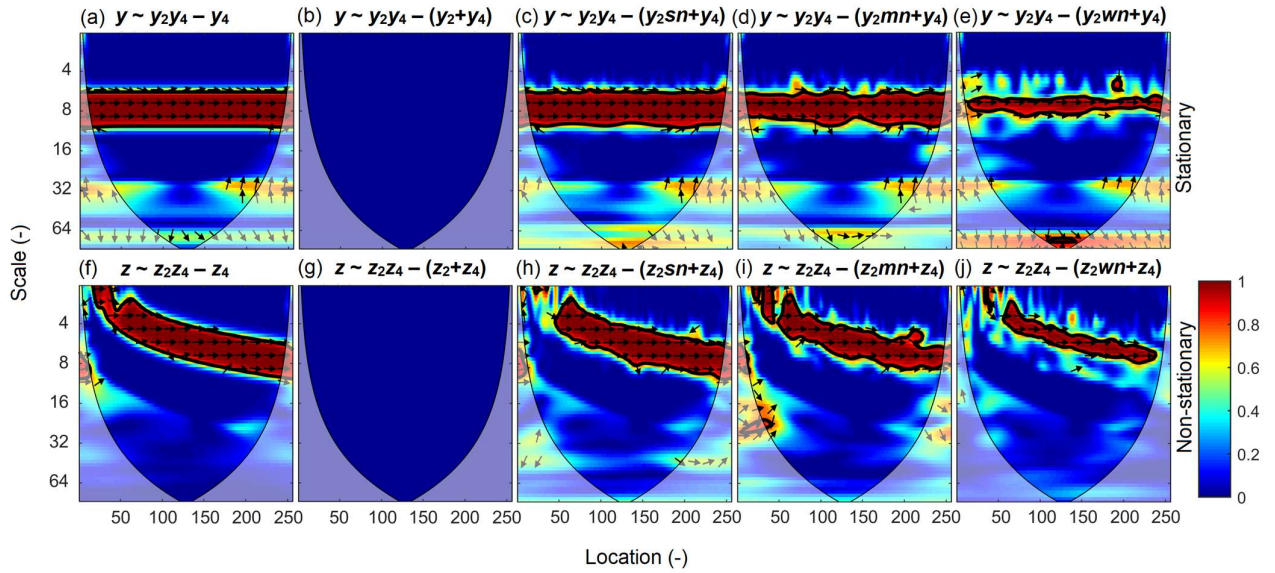 (a) y ~ y₂y₄ – y₄
(b) y ~ y₂y₄ – (y₂+y₄)
(c) y ~ y₂y₄ – (y₂sn+y₄)
(d) y ~ y₂y₄ – (y₂mn+y₄)
(e) y ~ y₂y₄ – (y₂wn+y₄)
4
8
16
32
64
Stationary
Scale (-)
(f) z ~ z₂z₄ – z₄
(g) z ~ z₂z₄ – (z₂+z₄)
(h) z ~ z₂z₄ – (z₂sn+z₄)
(i) z ~ z₂z₄ – (z₂mn+z₄)
(j) z ~ z₂z₄ – (z₂wn+z₄)
4
8
16
32
64
Non-stationary
1
0.8
0.6
0.4
0.2
0
50 100 150 200 250
50 100 150 200 250
50 100 150 200 250
50 100 150 200 250
50 100 150 200 250
Location (-)